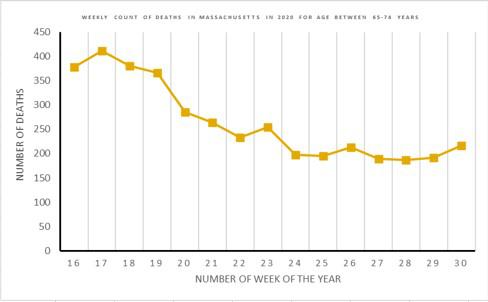 WEEKLY COUNT OF DEATHS IN MASSACHUSETTS IN 2020 FOR AGE BETWEEN 65-74 YEARS
450
400
350
300
250
200
150
100
50
0
NUMBER OF DEATHS
16 17 18 19 20 21 22 23 24 25 26 27 28 29 30
NUMBER OF WEEK OF THE YEAR